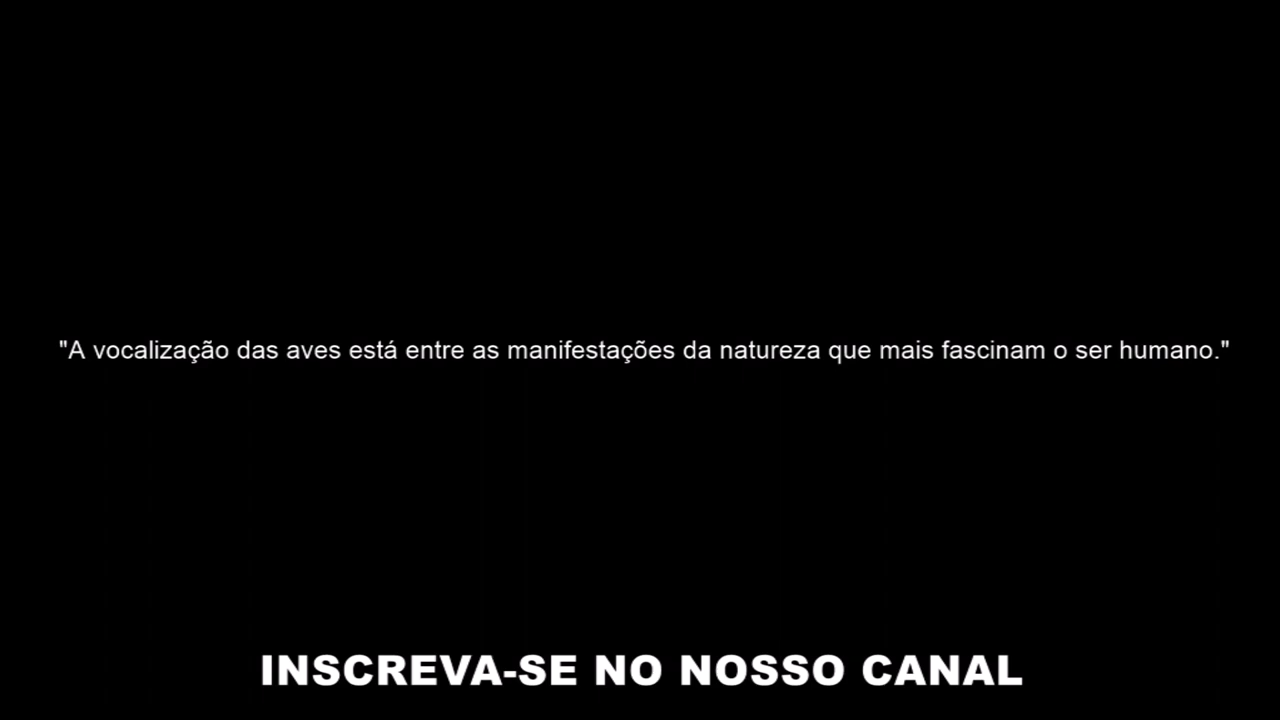 "A vocalização das aves está entre as manifestações da natureza que mais fascinam o ser humano."
INSCREVA-SE NO NOSSO CANAL